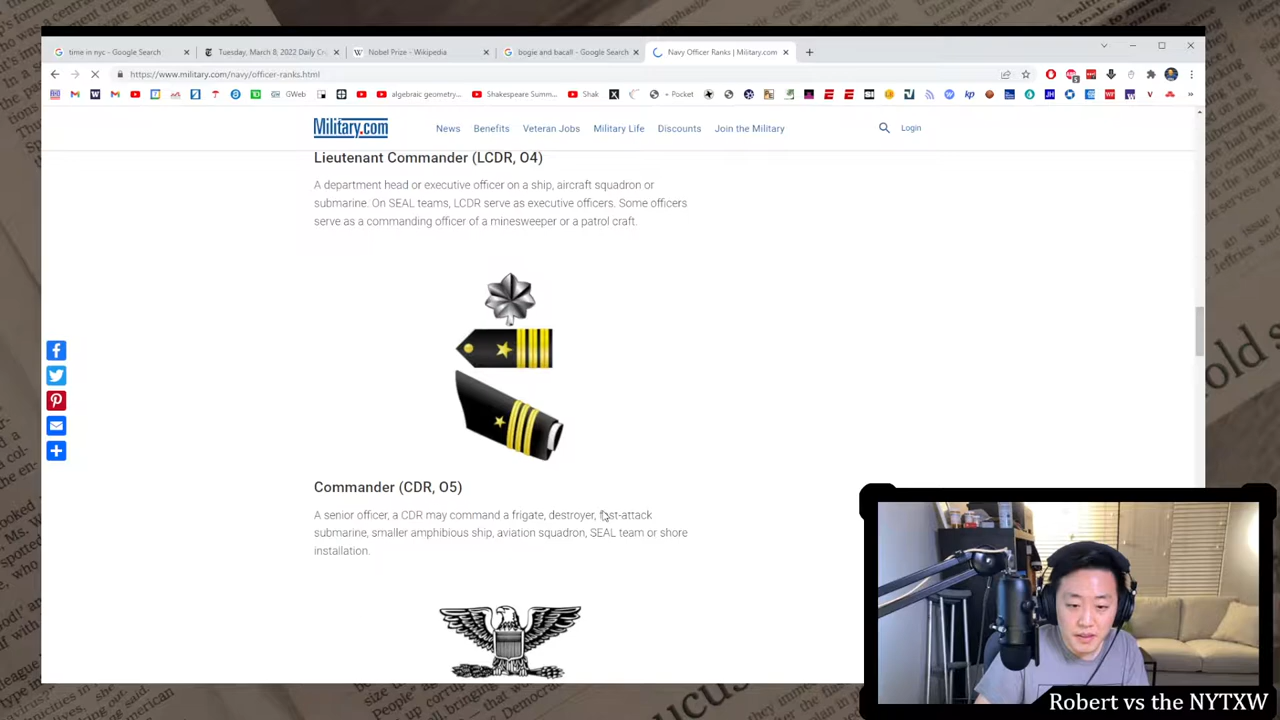 time in nyc - Google Search
Tuesday, March 8, 2022 Daily Cr
Nobel Prize - Wikipedia
bogie and bacall - Google Search
Navy Officer Ranks | Military.com
https://www.military.com/navy/officer-ranks.html
GWeb
algebraic geometry...
Shakespeare Summ...
Shak
+ Pocket
Military.com
News
Benefits
Veteran Jobs
Military Life
Discounts
Join the Military
Login
Lieutenant Commander (LCDR, O4)
A department head or executive officer on a ship, aircraft squadron or
submarine. On SEAL teams, LCDR serve as executive officers. Some officers
serve as a commanding officer of a minesweeper or a patrol craft.
Commander (CDR, O5)
A senior officer, a CDR may command a frigate, destroyer, fast-attack
submarine, smaller amphibious ship, aviation squadron, SEAL team or shore
installation.
Robert vs the NYTXW